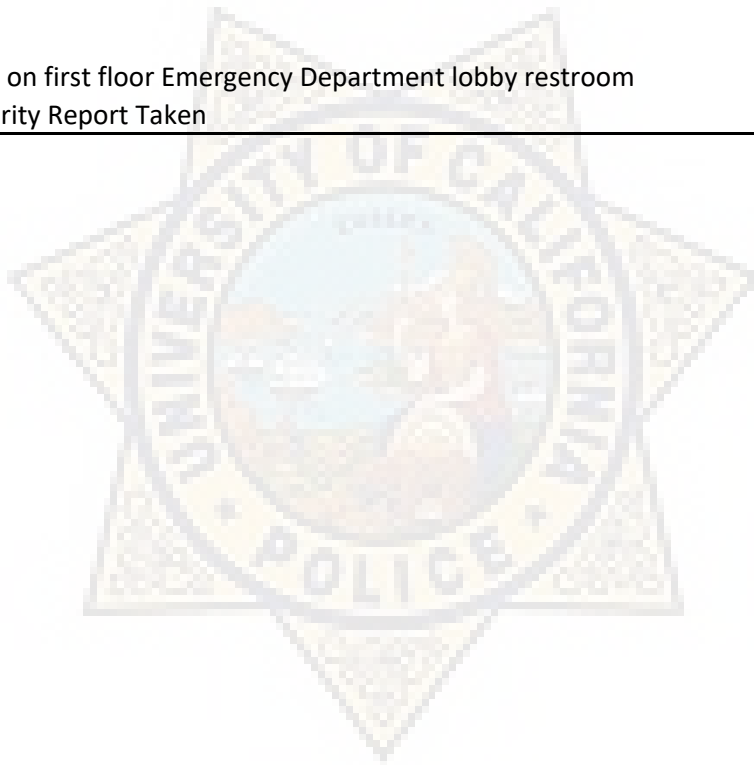 on first floor Emergency Department lobby restroom
rity Report Taken
UNIVERSITY OF CALIFORNIA
POLICE